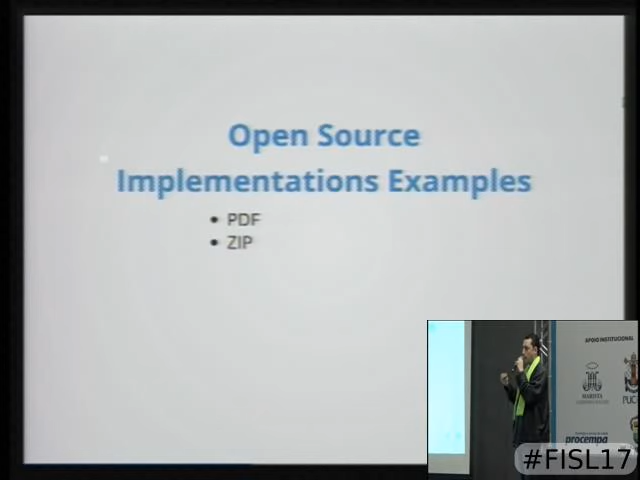 Open Source
Implementations Examples
• PDF
• ZIP
APOIO INSTITUCIONAL
MARISTA
PUC
procempa
#FISL17